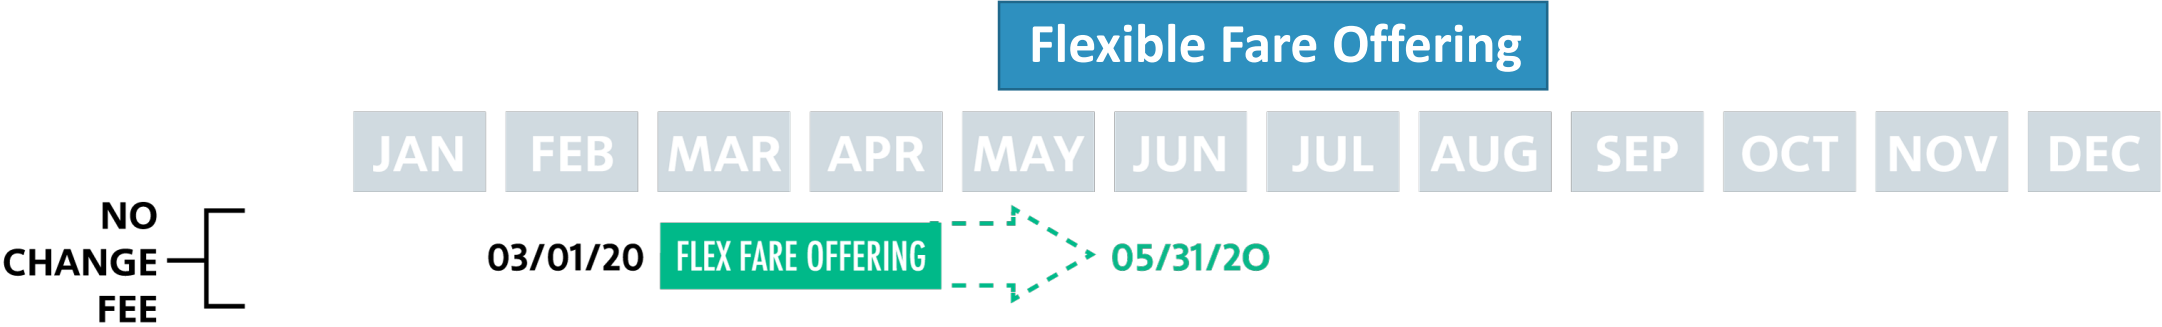 Flexible Fare Offering
JAN FEB MAR APR MAY JUN JUL AUG SEP OCT NOV DEC
NO
CHANGE
FEE
03/01/20 FLEX FARE OFFERING 05/31/20